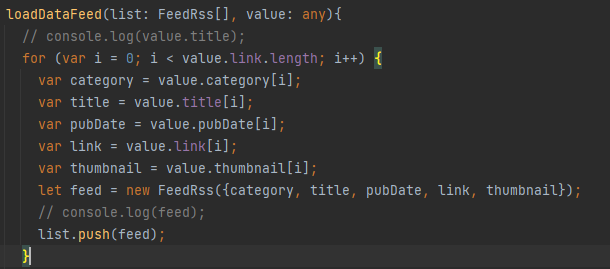 loadDataFeed(list: FeedRss[], value: any){
// console.log(value.title);
for (var i = 0; i < value.link.length; i++) {
var category = value.category[i];
var title = value.title[i];
var pubDate = value.pubDate[i];
var link = value.link[i];
var thumbnail = value.thumbnail[i];
let feed = new FeedRss({category, title, pubDate, link, thumbnail});
// console.log(feed);
list.push(feed);
}